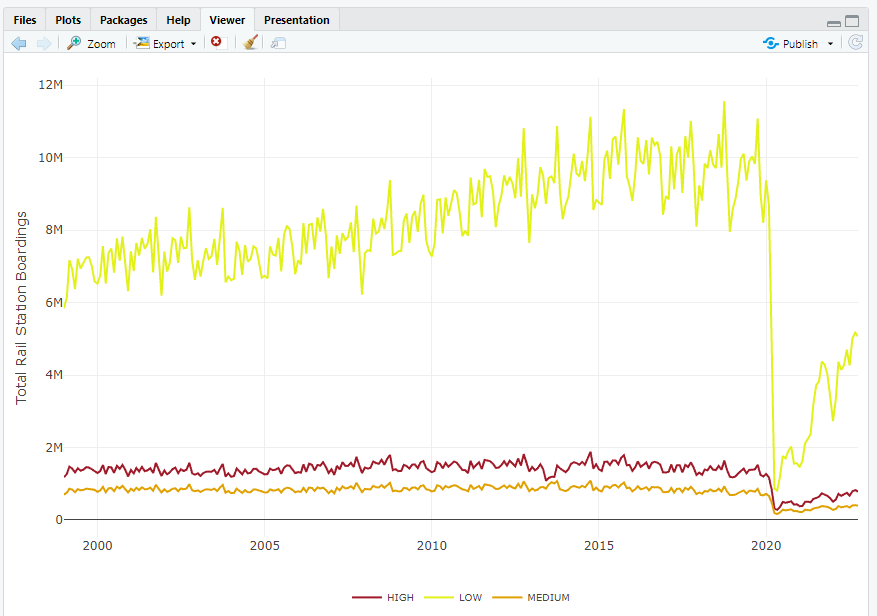 Files Plots Packages Help Viewer Presentation
Zoom Export Publish
12M
10M
8M
6M
4M
2M
0
Total Rail Station Boardings
2000 2005 2010 2015 2020
HIGH LOW MEDIUM